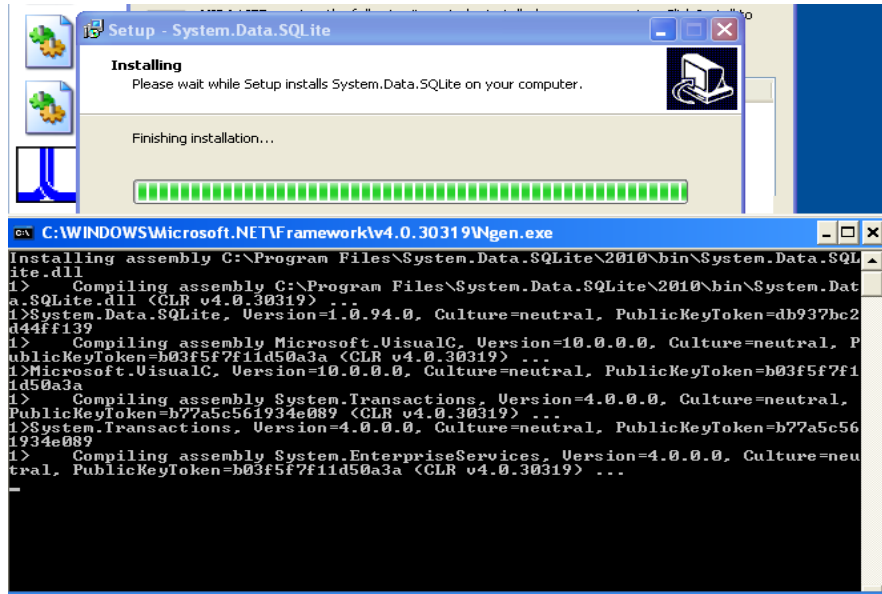 Setup - System.Data.SQLite
Installing
Please wait while Setup installs System.Data.SQLite on your computer.
Finishing installation...
C:\WINDOWS\Microsoft.NET\Framework\v4.0.30319\Ngen.exe
Installing assembly C:\Program Files\System.Data.SQLite\2010\bin\System.Data.SQL
ite.dll
1>    Compiling assembly C:\Program Files\System.Data.SQLite\2010\bin\System.Dat
a.SQLite.dll (CLR v4.0.30319) ...
1>System.Data.SQLite, Version=1.0.94.0, Culture=neutral, PublicKeyToken=db937bc2
d44ff139
1>    Compiling assembly Microsoft.VisualC, Version=10.0.0.0, Culture=neutral, P
ublicKeyToken=b03f5f7f11d50a3a (CLR v4.0.30319) ...
1>Microsoft.VisualC, Version=10.0.0.0, Culture=neutral, PublicKeyToken=b03f5f7f1
1d50a3a
1>    Compiling assembly System.Transactions, Version=4.0.0.0, Culture=neutral,
PublicKeyToken=b77a5c561934e089 (CLR v4.0.30319) ...
1>System.Transactions, Version=4.0.0.0, Culture=neutral, PublicKeyToken=b77a5c56
1934e089
1>    Compiling assembly System.EnterpriseServices, Version=4.0.0.0, Culture=neu
tral, PublicKeyToken=b03f5f7f11d50a3a (CLR v4.0.30319) ...